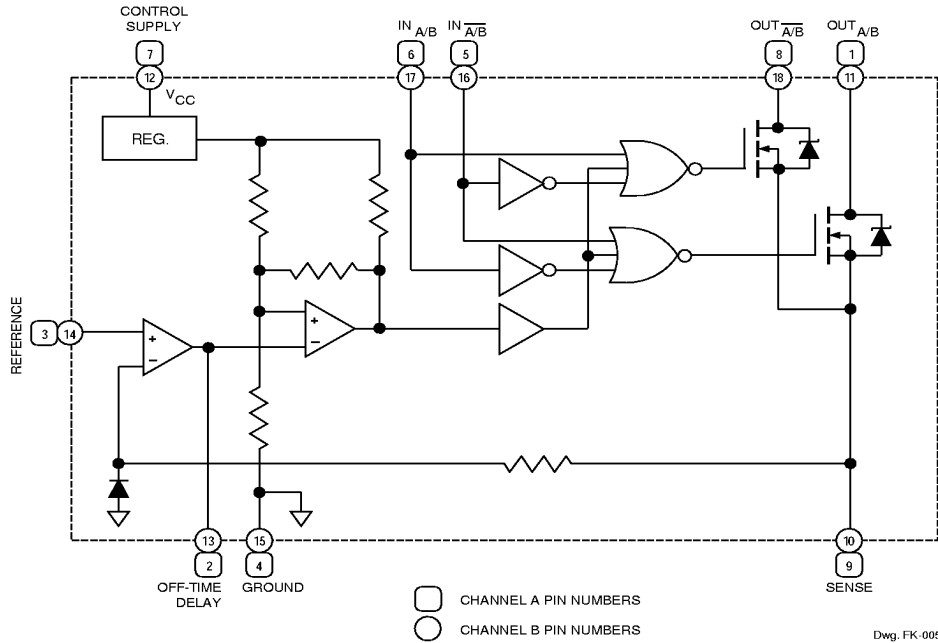 CONTROL
SUPPLY
IN A/B
IN A/B
OUT A/B
OUT A/B
7
6
5
8
1
12
17
16
18
11
VCC
REG.
REFERENCE
3
14
+
−
+
−
13
15
10
2
4
9
OFF-TIME
DELAY
GROUND
SENSE
CHANNEL A PIN NUMBERS
CHANNEL B PIN NUMBERS